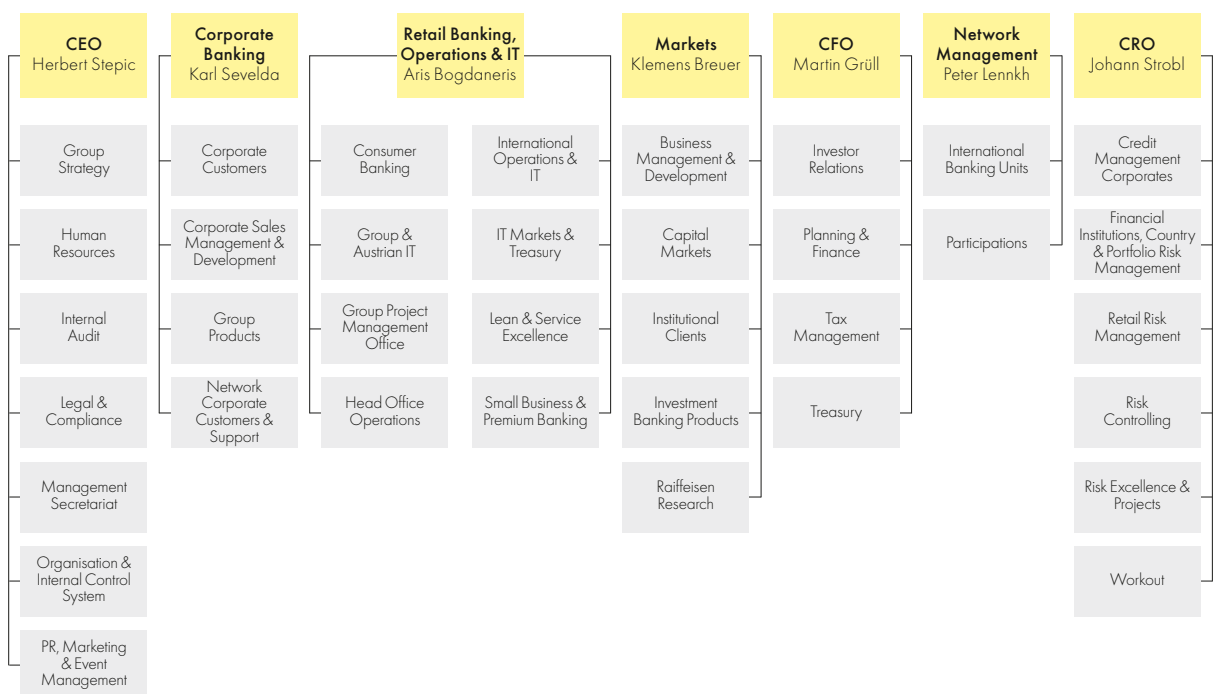 CEO
Herbert Stepic
Group
Strategy
Human
Resources
Internal
Audit
Legal &
Compliance
Management
Secretariat
Organisation &
Internal Control
System
PR, Marketing
& Event
Management
Corporate
Banking
Karl Sevelda
Corporate
Customers
Corporate Sales
Management &
Development
Group
Products
Network
Corporate
Customers &
Support
Retail Banking,
Operations & IT
Aris Bogdaneris
Consumer
Banking
Group &
Austrian IT
Group Project
Management
Office
Head Office
Operations
International
Operations &
IT
IT Markets &
Treasury
Lean & Service
Excellence
Small Business &
Premium Banking
Markets
Klemens Breuer
Business
Management &
Development
Capital
Markets
Institutional
Clients
Investment
Banking Products
Raiffeisen
Research
CFO
Martin Grüll
Investor
Relations
Planning &
Finance
Tax
Management
Treasury
Network
Management
Peter Lennkh
International
Banking Units
Participations
CRO
Johann Strobl
Credit
Management
Corporates
Financial
Institutions, Country
& Portfolio Risk
Management
Retail Risk
Management
Risk
Controlling
Risk Excellence &
Projects
Workout